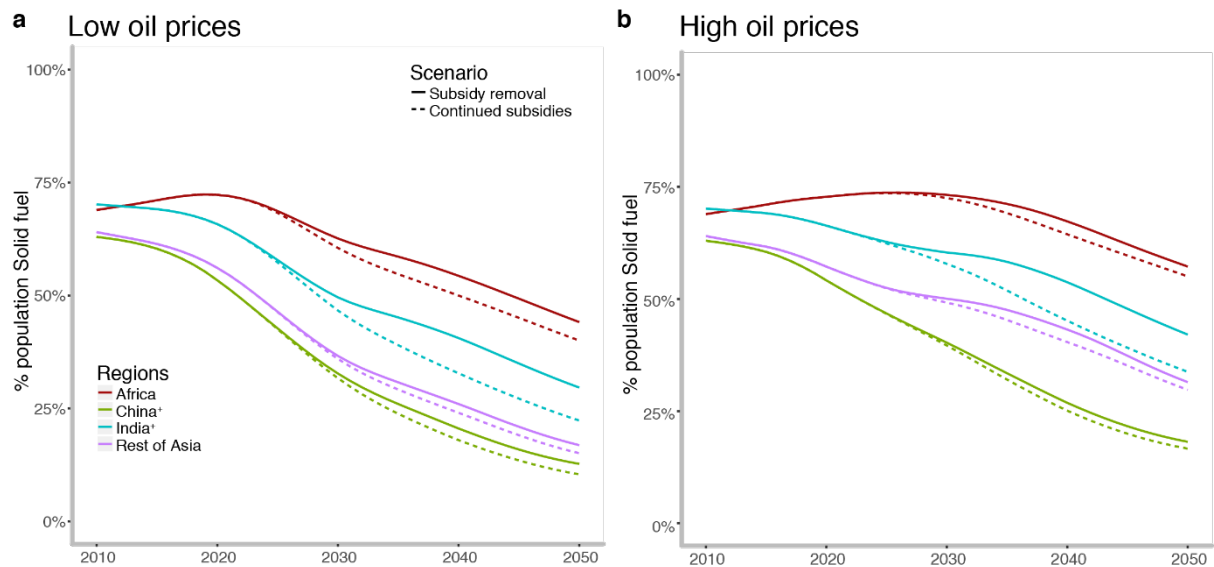 a Low oil prices
100%
75%
50%
25%
0%
% population Solid fuel
Scenario
Subsidy removal
Continued subsidies
Regions
Africa
China⁺
India⁺
Rest of Asia
2010 2020 2030 2040 2050
b High oil prices
100%
75%
50%
25%
0%
% population Solid fuel
2010 2020 2030 2040 2050